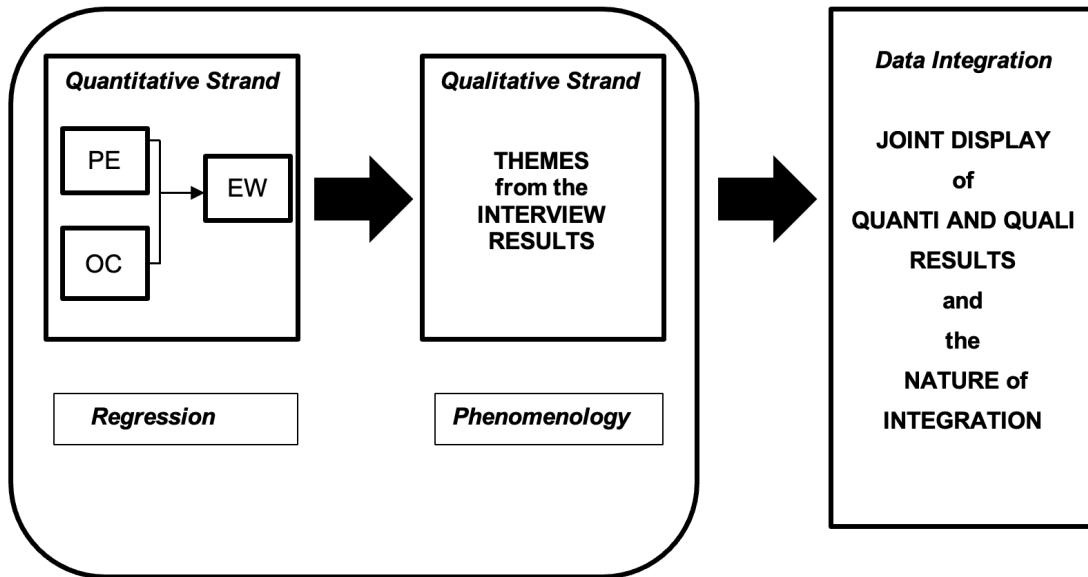 Quantitative Strand
PE
OC
EW
Regression
Qualitative Strand
THEMES
from the
INTERVIEW
RESULTS
Phenomenology
Data Integration
JOINT DISPLAY
of
QUANTI AND QUALI
RESULTS
and
the
NATURE of
INTEGRATION